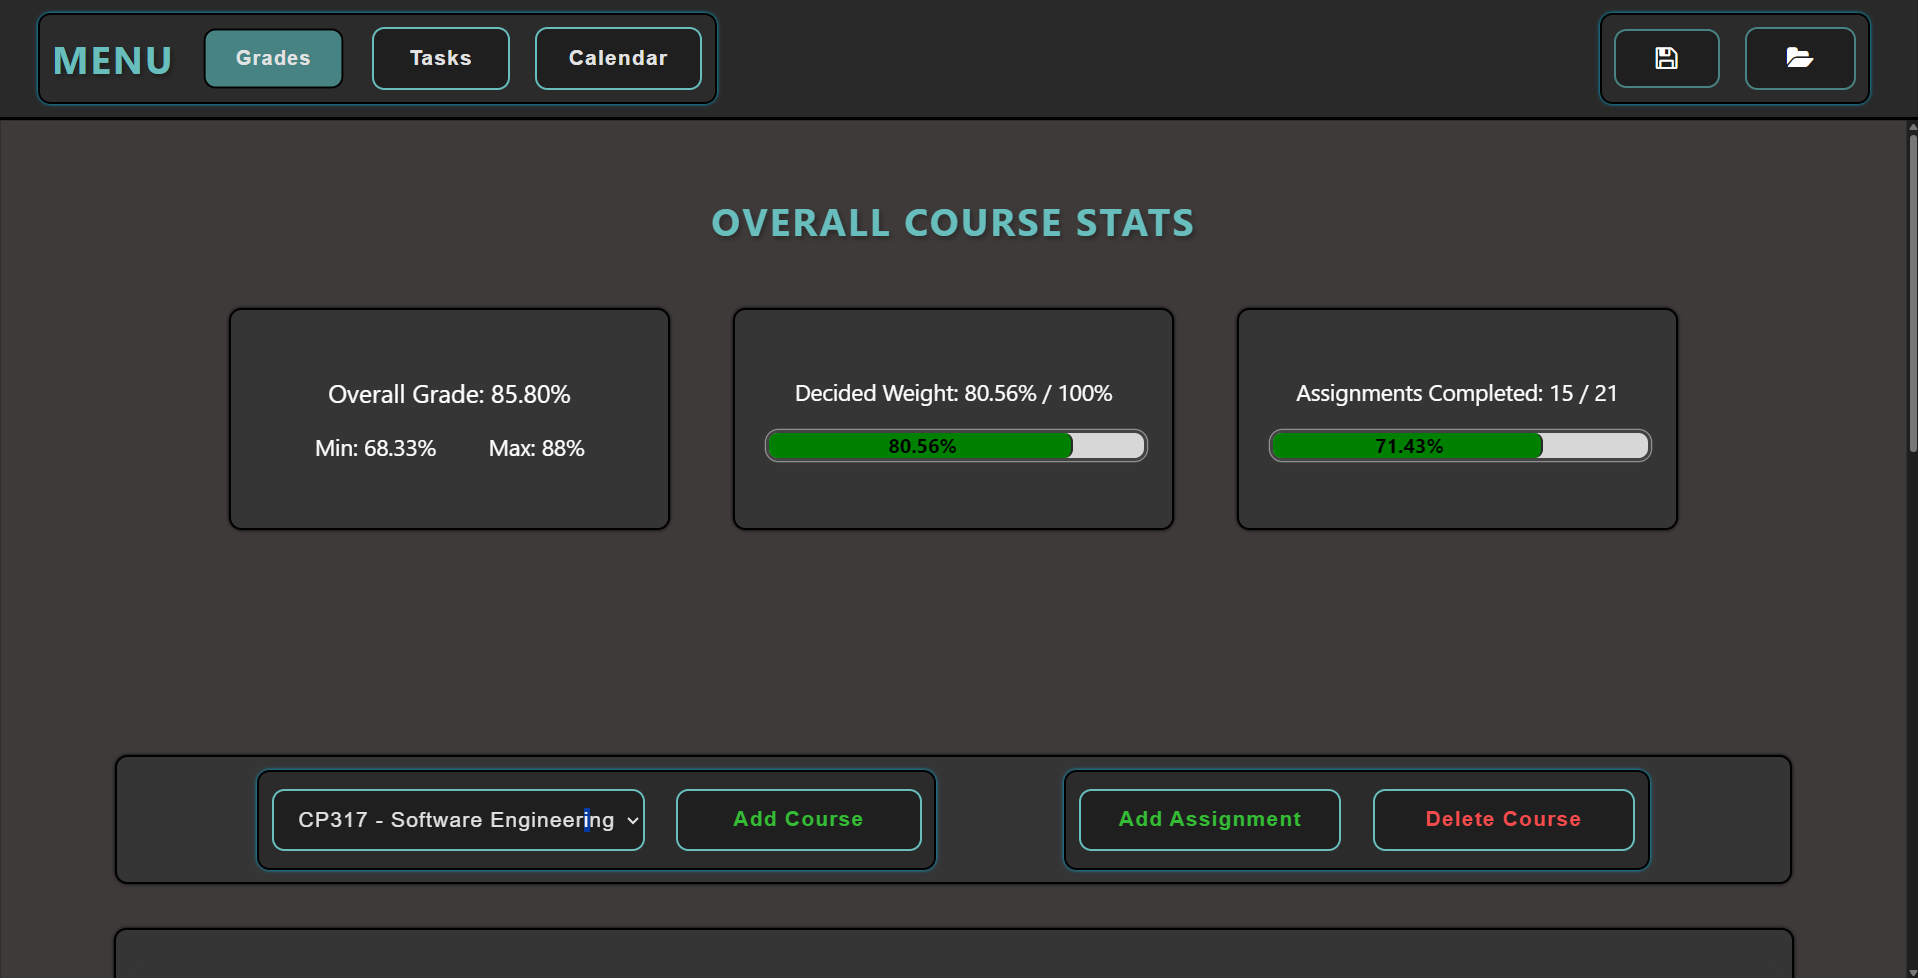 MENU Grades Tasks Calendar
OVERALL COURSE STATS
Overall Grade: 85.80%
Min: 68.33% Max: 88%
Decided Weight: 80.56% / 100%
80.56%
Assignments Completed: 15 / 21
71.43%
CP317 - Software Engineering Add Course Add Assignment Delete Course